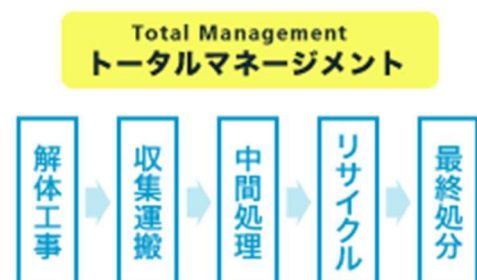 Total Management
トータルマネージメント
解体工事
収集運搬
中間処理
リサイクル
最終処分